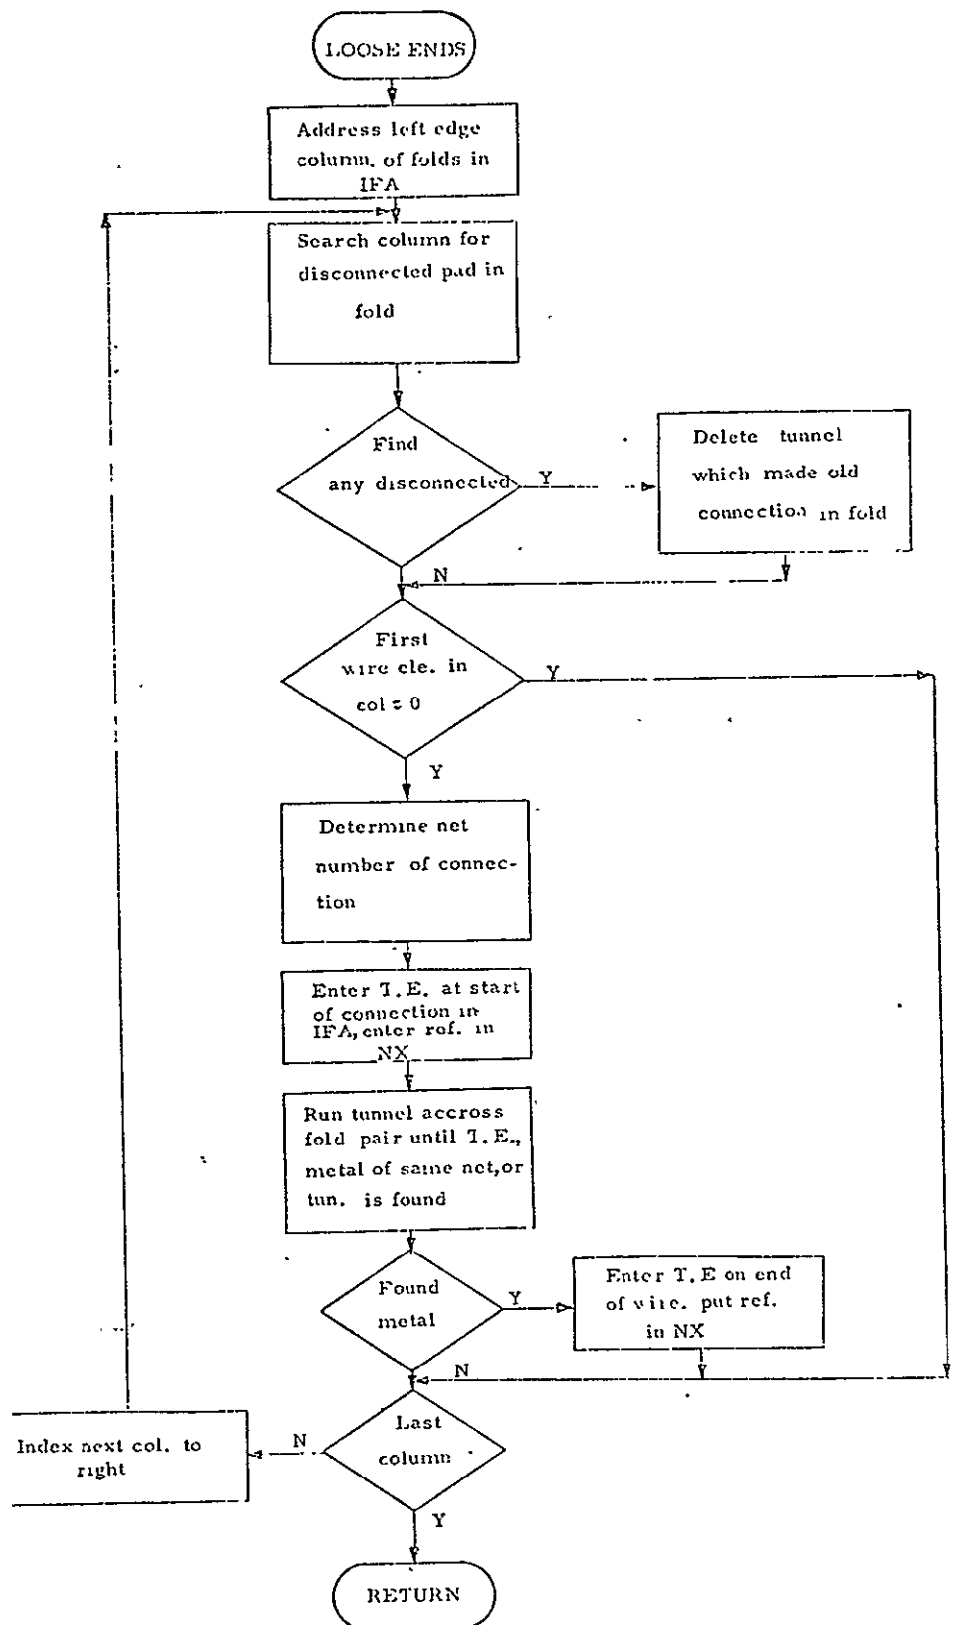 LOOSE ENDS
Address left edge
column. of folds in
IFA
Search column for
disconnected pad in
fold
Find
any disconnected
Y
Delete tunnel
which made old
connection in fold
N
First
wire ele. in
col = 0
Y
Y
Determine net
number of connec-
tion
Enter T.E. at start
of connection in
IFA, enter ref. in
NX
Run tunnel accross
fold pair until T.E.,
metal of same net, or
tun. is found
Found
metal
Y
Enter T.E on end
of wire. put ref.
in NX
N
Last
column
N
Index next col. to
right
Y
RETURN